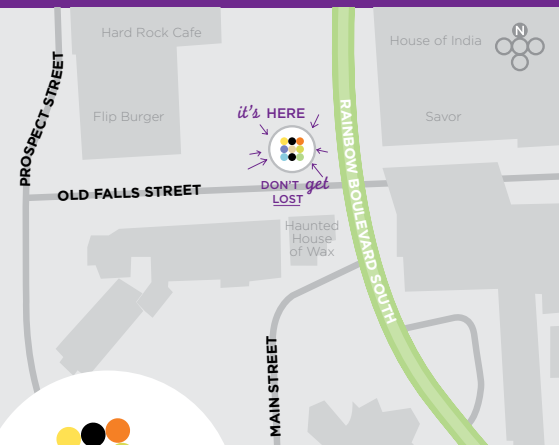 Hard Rock Cafe
House of India
N
Flip Burger
it's HERE
Savor
PROSPECT STREET
RAINBOW BOULEVARD SOUTH
OLD FALLS STREET
DON'T get
LOST
Haunted
House
of Wax
MAIN STREET